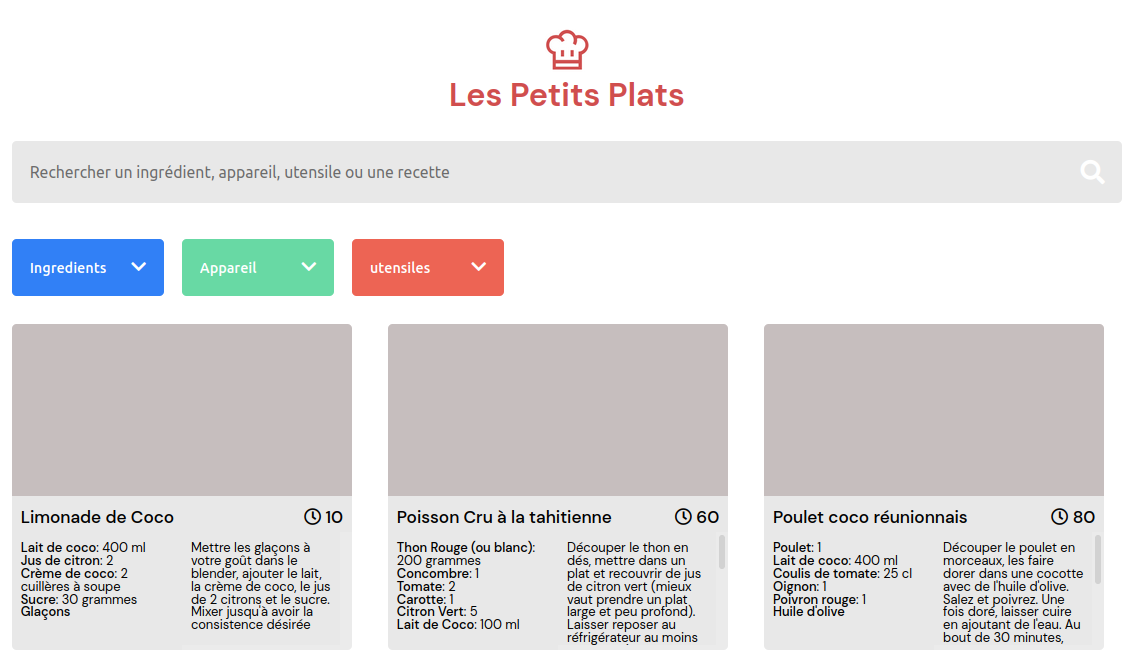 Les Petits Plats
Rechercher un ingrédient, appareil, utensile ou une recette
Ingredients
Appareil
utensiles
Limonade de Coco
10
Lait de coco: 400 ml
Jus de citron: 2
Crème de coco: 2
cuillères à soupe
Sucre: 30 grammes
Glaçons
Mettre les glaçons à
votre goût dans le
blender, ajouter le lait,
la crème de coco, le jus
de 2 citrons et le sucre.
Mixer jusqu'à avoir la
consistence désirée
Poisson Cru à la tahitienne
60
Thon Rouge (ou blanc):
200 grammes
Concombre: 1
Tomate: 2
Carotte: 1
Citron Vert: 5
Lait de Coco: 100 ml
Découper le thon en
dés, mettre dans un
plat et recouvrir de jus
de citron vert (mieux
vaut prendre un plat
large et peu profond).
Laisser reposer au
réfrigérateur au moins
Poulet coco réunionnais
80
Poulet: 1
Lait de coco: 400 ml
Coulis de tomate: 25 cl
Oignon: 1
Poivron rouge: 1
Huile d'olive
Découper le poulet en
morceaux, les faire
dorer dans une cocotte
avec de l'huile d'olive.
Salez et poivrez. Une
fois doré, laisser cuire
en ajoutant de l'eau. Au
bout de 30 minutes,